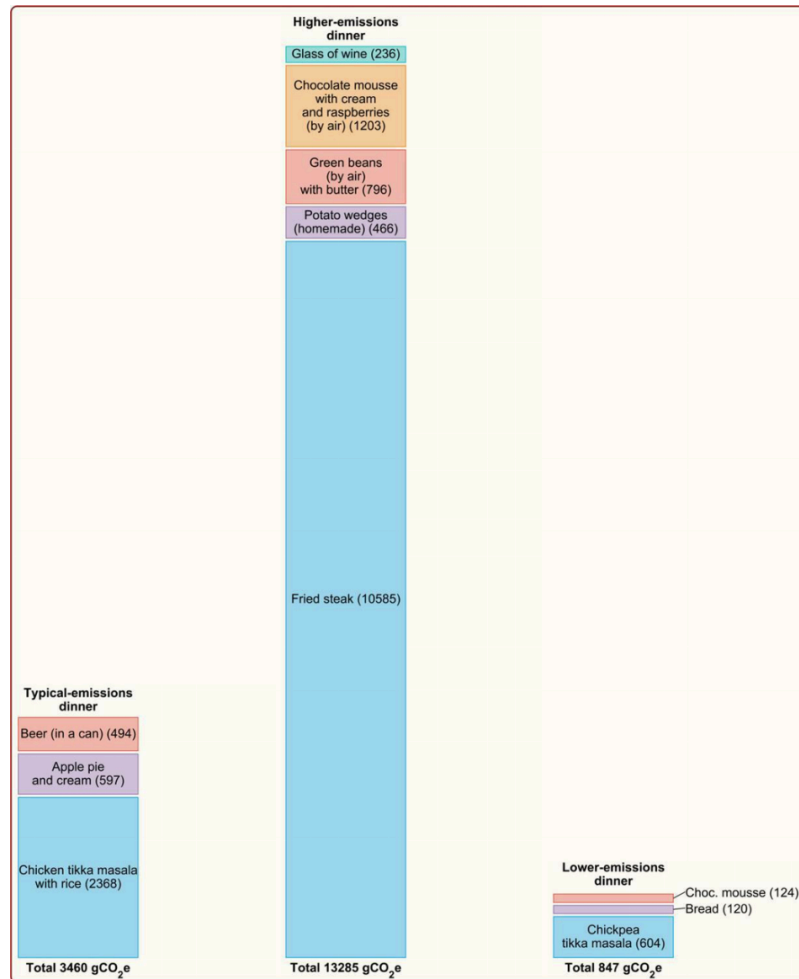 Higher-emissions
dinner
Glass of wine (236)
Chocolate mousse
with cream
and raspberries
(by air) (1203)
Green beans
(by air)
with butter (796)
Potato wedges
(homemade) (466)
Fried steak (10585)
Typical-emissions
dinner
Beer (in a can) (494)
Apple pie
and cream (597)
Chicken tikka masala
with rice (2368)
Lower-emissions
dinner
Choc. mousse (124)
Bread (120)
Chickpea
tikka masala (604)
Total 3460 gCO₂e
Total 13285 gCO₂e
Total 847 gCO₂e